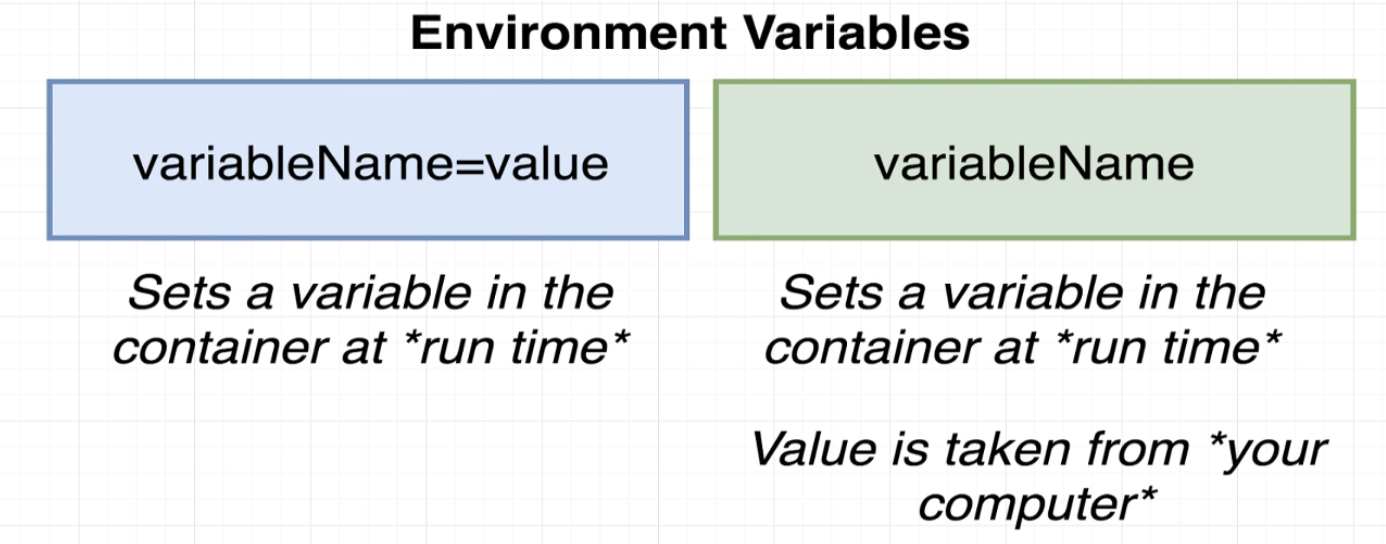 Environment Variables
variableName=value
variableName
Sets a variable in the
container at *run time*
Sets a variable in the
container at *run time*
Value is taken from *your
computer*